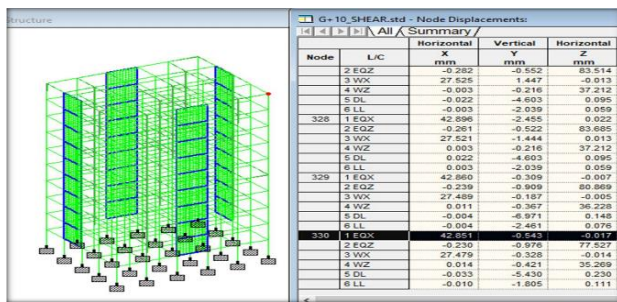 Structure
G+10_SHEAR.std - Node Displacements:
All Summary
Horizontal Vertical Horizontal
Node L/C X mm Y mm Z mm
2 EQZ -0.282 -0.552 83.514
3 WX 27.525 1.447 -0.013
4 WZ -0.003 -0.216 37.212
5 DL -0.022 -4.603 0.095
6 LL -0.003 -2.039 0.059
328 1 EQX 42.896 -2.455 0.022
2 EQZ -0.261 -0.522 83.685
3 WX 27.521 -1.444 0.013
4 WZ 0.003 -0.216 37.212
5 DL 0.022 -4.603 0.095
6 LL 0.003 -2.039 0.059
329 1 EQX 42.860 -0.309 -0.007
2 EQZ -0.239 -0.909 80.869
3 WX 27.489 -0.187 -0.005
4 WZ 0.011 -0.367 36.228
5 DL -0.004 -6.971 0.148
6 LL -0.004 -2.461 0.076
330 1 EQX 42.851 -0.543 -0.017
2 EQZ -0.230 -0.976 77.527
3 WX 27.479 -0.328 -0.014
4 WZ 0.014 -0.421 35.269
5 DL -0.033 -5.430 0.230
6 LL -0.010 -1.805 0.111